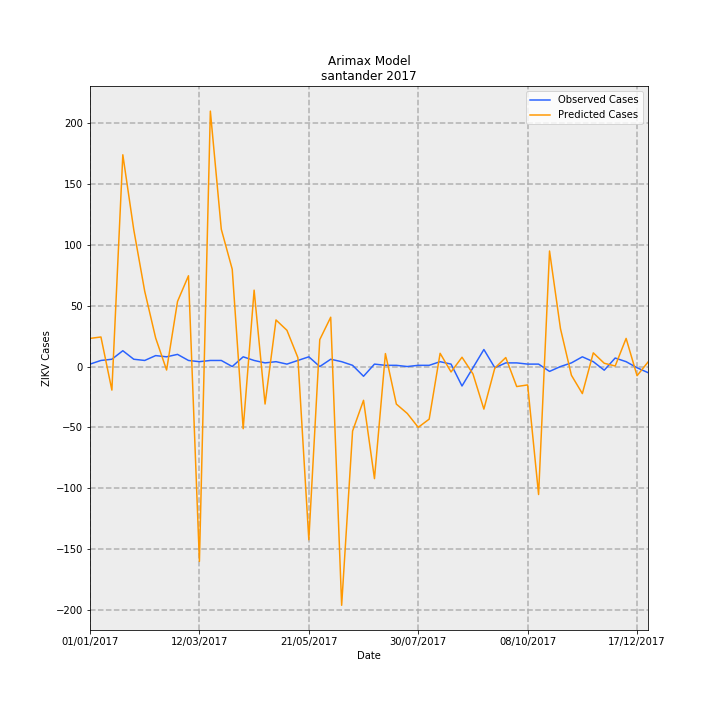 Arimax Model
santander 2017
Observed Cases
Predicted Cases
ZIKV Cases
200
150
100
50
0
−50
−100
−150
−200
01/01/2017
12/03/2017
21/05/2017
30/07/2017
08/10/2017
17/12/2017
Date